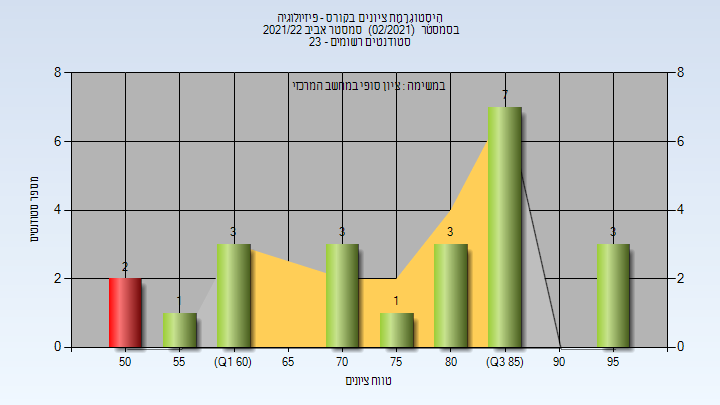 היסטוגרמת ציונים בקורס - פיזיולוגיה
בסמסטר (02/2021) סמסטר אביב 2021/22
סטודנטים רשומים - 23
במשימה : ציון סופי במחשב המרכזי
8 8
6 6
4 4
2 2
0 0
מספר סטודנטים
2 1 3 3 1 3 7 3
50 55 (Q1 60) 65 70 75 80 (Q3 85) 90 95
טווח ציונים